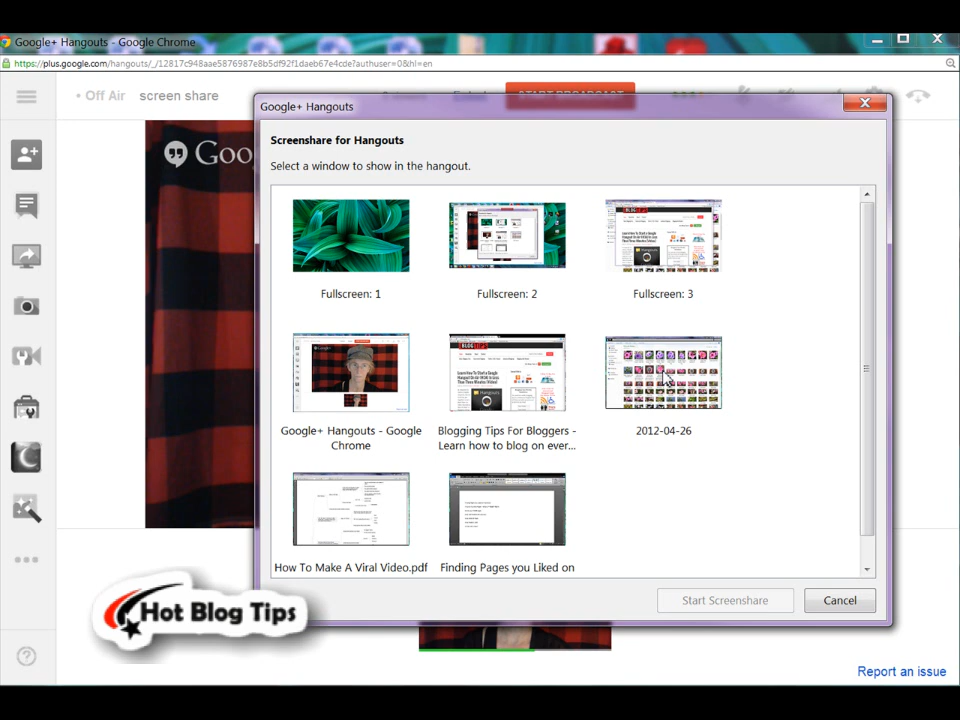 Google+ Hangouts - Google Chrome
https://plus.google.com/hangouts/_/12817c948aae5876987e8b5df92f1daeb67e4cde?authuser=0&hl=en
• Off Air screen share
START BROADCAST
Goo
Google+ Hangouts
Screenshare for Hangouts
Select a window to show in the hangout.
Fullscreen: 1
Fullscreen: 2
Fullscreen: 3
Google+ Hangouts - Google
Chrome
Blogging Tips For Bloggers -
Learn how to blog on ever...
2012-04-26
How To Make A Viral Video.pdf
Finding Pages you Liked on
Start Screenshare
Cancel
Hot Blog Tips
Report an issue